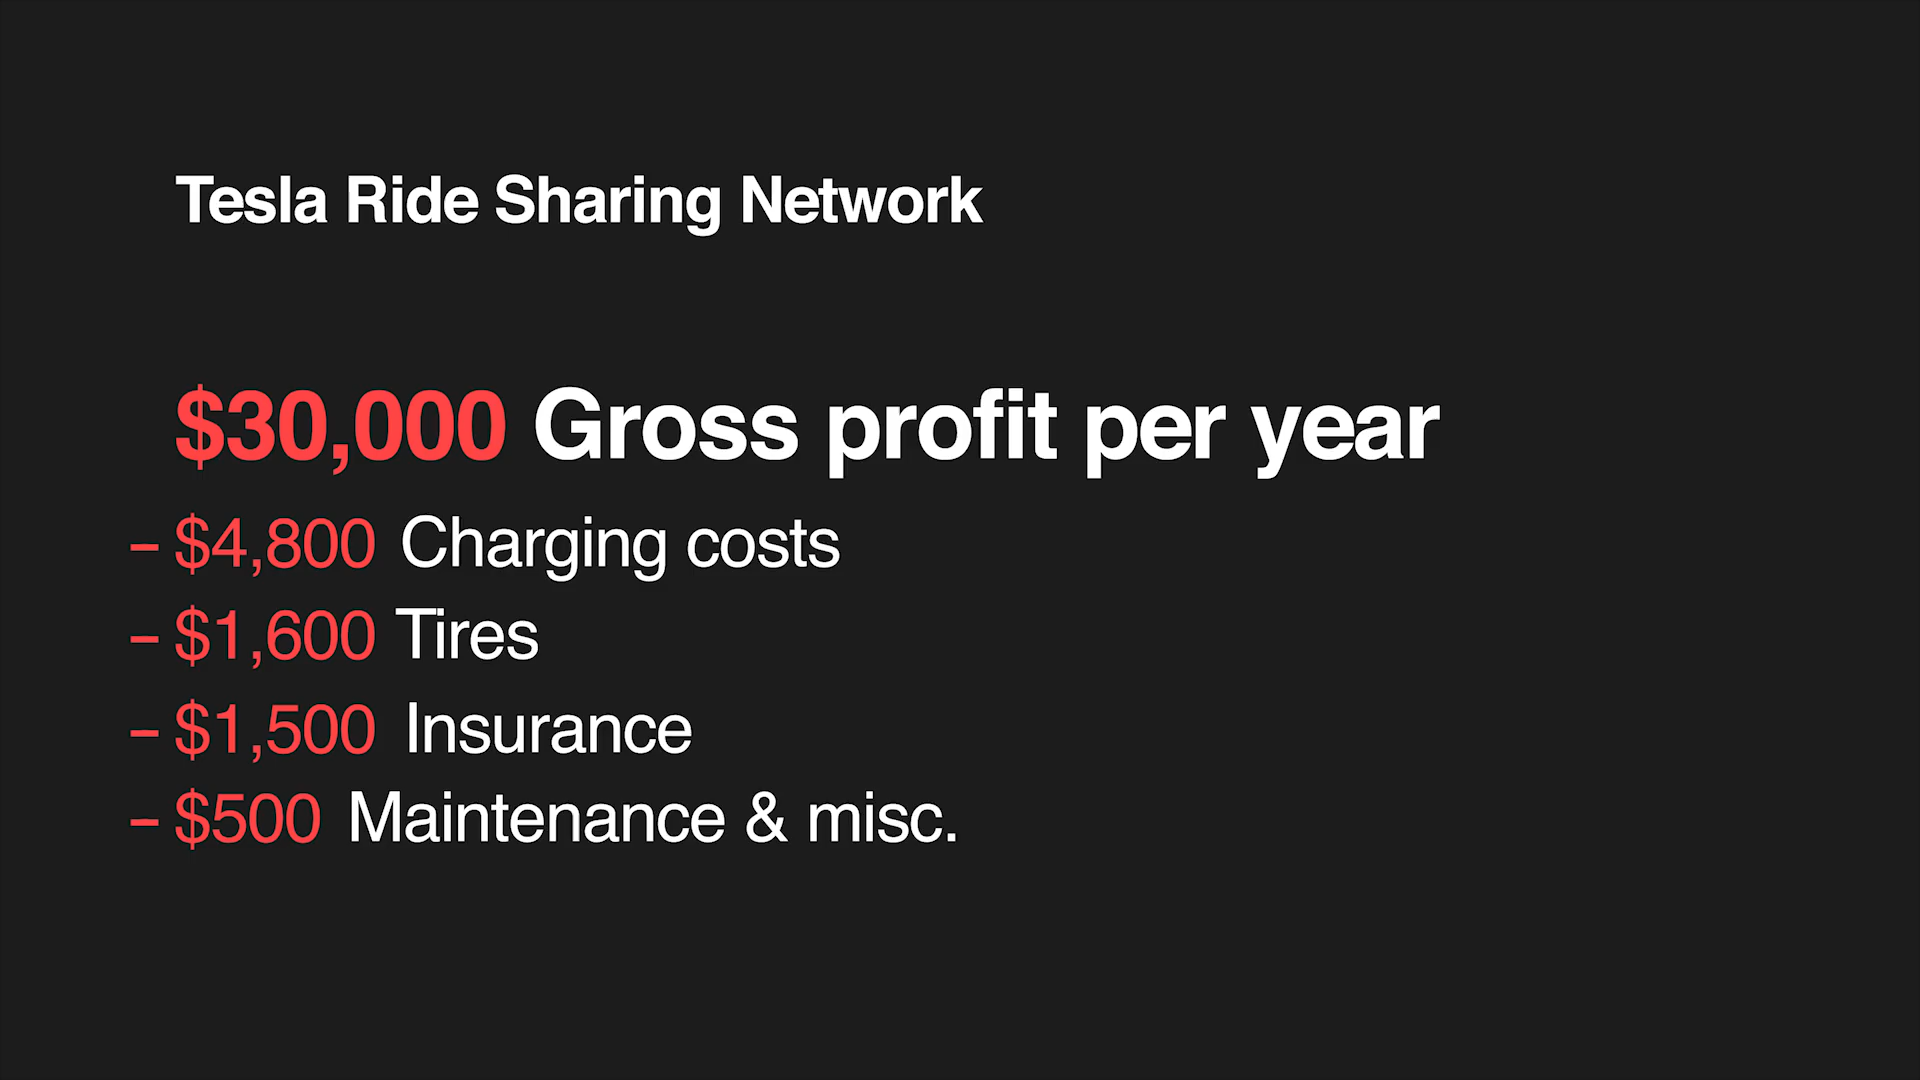 Tesla Ride Sharing Network
$30,000 Gross profit per year
– $4,800 Charging costs
– $1,600 Tires
– $1,500 Insurance
– $500 Maintenance & misc.